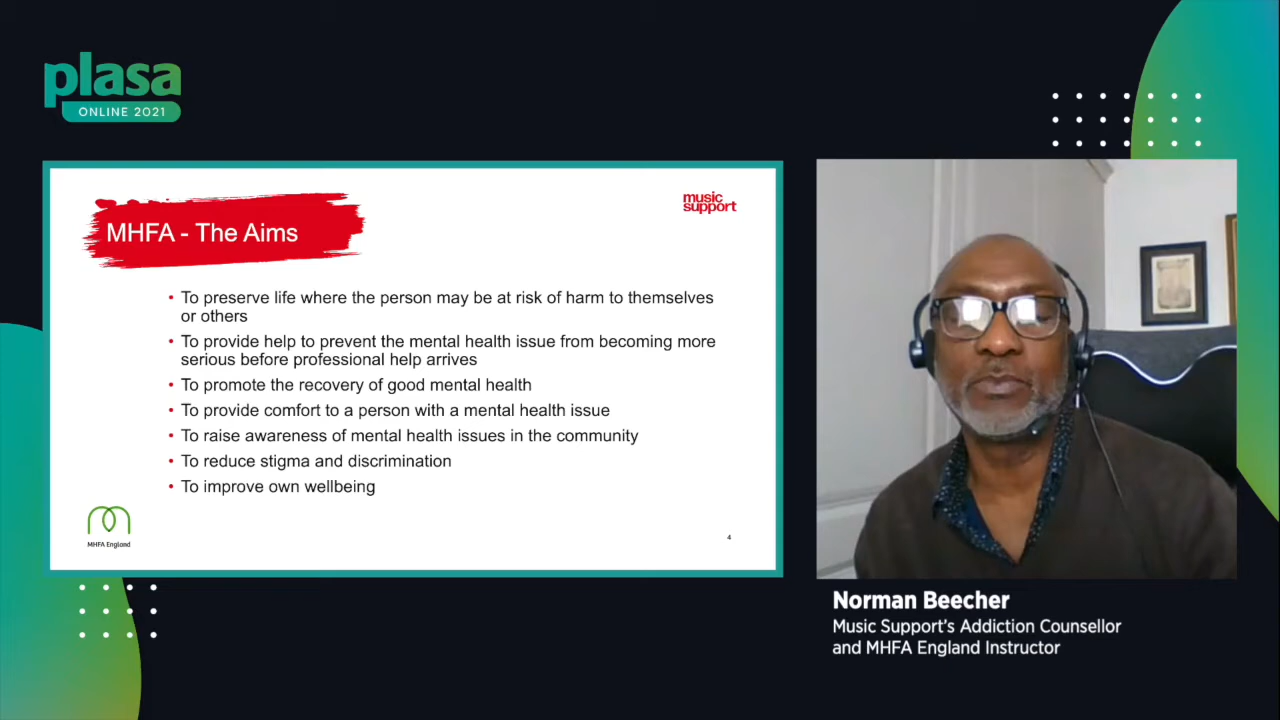 plasa
ONLINE 2021
music
support
MHFA - The Aims
• To preserve life where the person may be at risk of harm to themselves
or others
• To provide help to prevent the mental health issue from becoming more
serious before professional help arrives
• To promote the recovery of good mental health
• To provide comfort to a person with a mental health issue
• To raise awareness of mental health issues in the community
• To reduce stigma and discrimination
• To improve own wellbeing
MHFA England
4
Norman Beecher
Music Support's Addiction Counsellor
and MHFA England Instructor